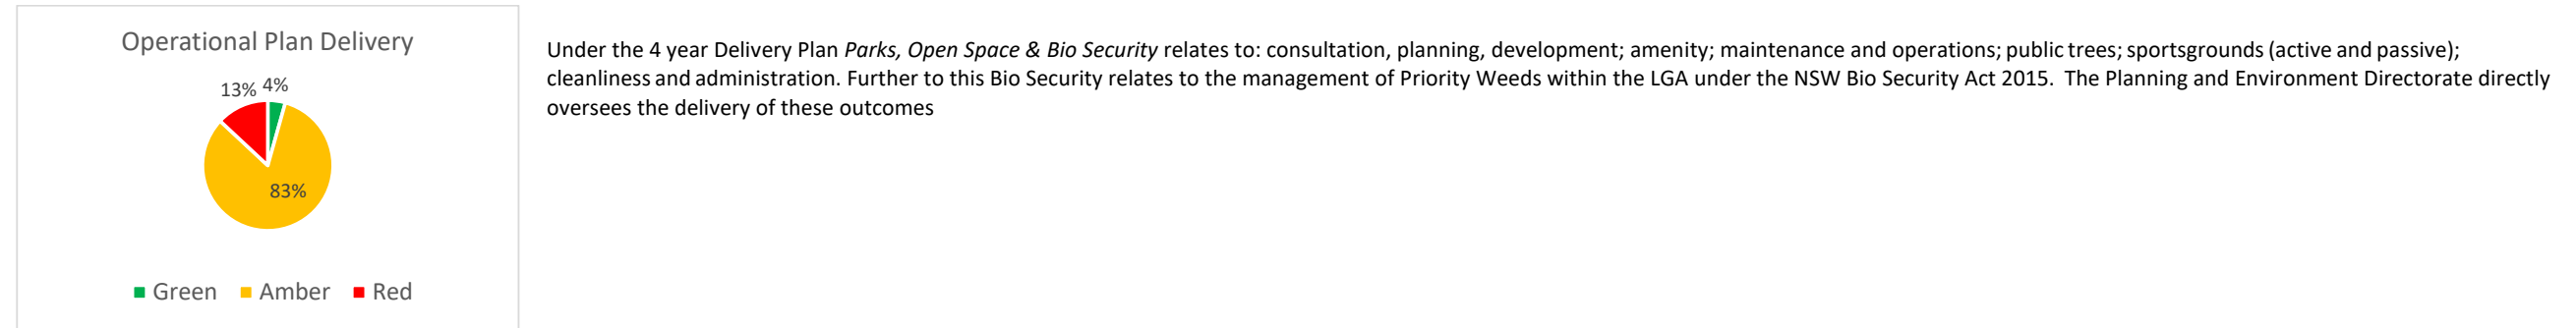 Operational Plan Delivery
13% 4%
83%
Green Amber Red
Under the 4 year Delivery Plan Parks, Open Space & Bio Security relates to: consultation, planning, development; amenity; maintenance and operations; public trees; sportsgrounds (active and passive);
cleanliness and administration. Further to this Bio Security relates to the management of Priority Weeds within the LGA under the NSW Bio Security Act 2015. The Planning and Environment Directorate directly
oversees the delivery of these outcomes